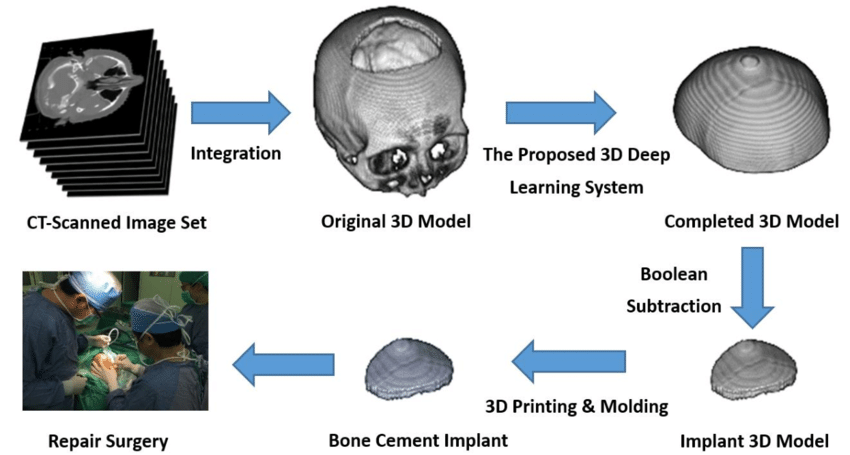 Integration
The Proposed 3D Deep
Learning System
CT-Scanned Image Set
Original 3D Model
Completed 3D Model
Boolean
Subtraction
3D Printing & Molding
Repair Surgery
Bone Cement Implant
Implant 3D Model